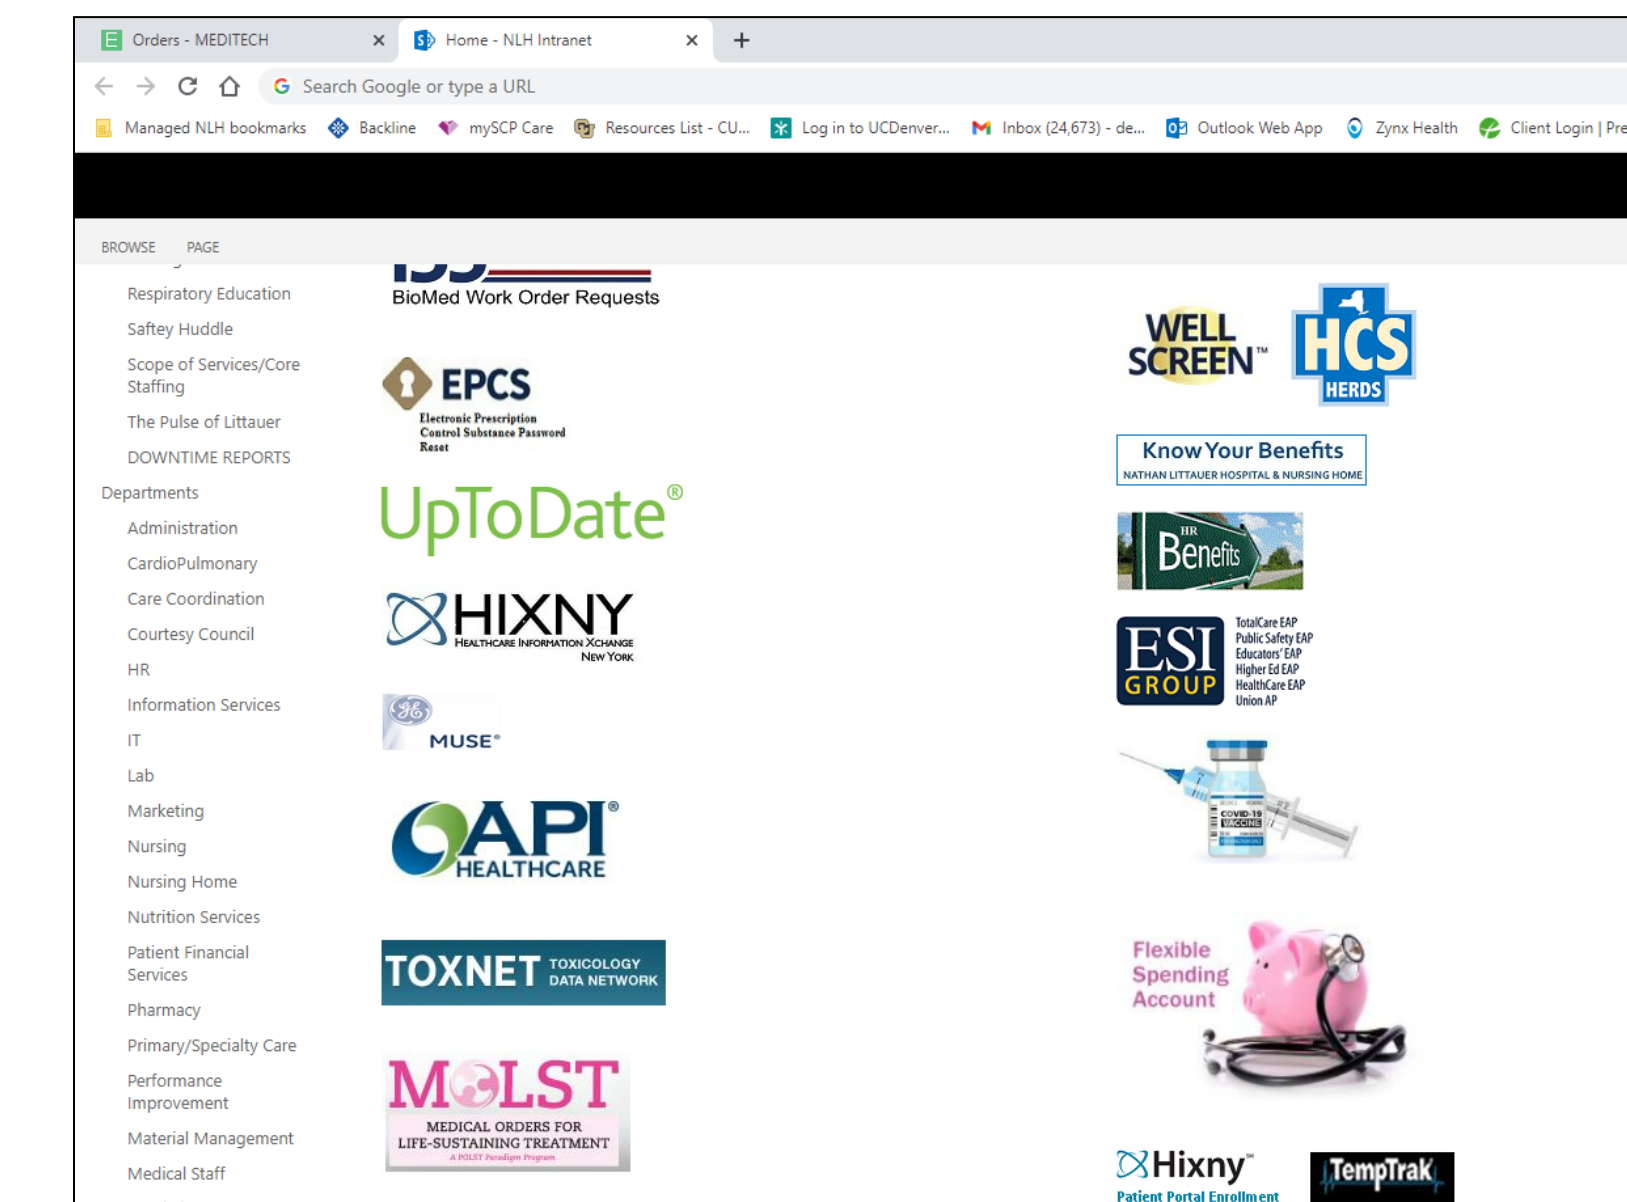 Orders - MEDITECH
Home - NLH Intranet
Search Google or type a URL
Managed NLH bookmarks
Backline
mySCP Care
Resources List - CU...
Log in to UCDenver...
Inbox (24,673) - de...
Outlook Web App
Zynx Health
Client Login | Pre
BROWSE
PAGE
Respiratory Education
Saftey Huddle
Scope of Services/Core
Staffing
The Pulse of Littauer
DOWNTIME REPORTS
Departments
Administration
CardioPulmonary
Care Coordination
Courtesy Council
HR
Information Services
IT
Lab
Marketing
Nursing
Nursing Home
Nutrition Services
Patient Financial
Services
Pharmacy
Primary/Specialty Care
Performance
Improvement
Material Management
Medical Staff
BioMed Work Order Requests
EPCS
Electronic Prescription
Control Substance Password
Reset
UpToDate®
HIXNY
HEALTHCARE INFORMATION XCHANGE
NEW YORK
GE
MUSE®
API®
HEALTHCARE
TOXNET TOXICOLOGY
DATA NETWORK
MOLST
MEDICAL ORDERS FOR
LIFE-SUSTAINING TREATMENT
A POLST Paradigm Program
WELL
SCREEN™
HCS
HERDS
Know Your Benefits
NATHAN LITTAUER HOSPITAL & NURSING HOME
HR
Benefits
ESI
GROUP
TotalCare EAP
Public Safety EAP
Educators' EAP
Higher Ed EAP
HealthCare EAP
Union AP
COVID-19
VACCINE
Flexible
Spending
Account
Hixny℠
Patient Portal Enrollment
TempTrak